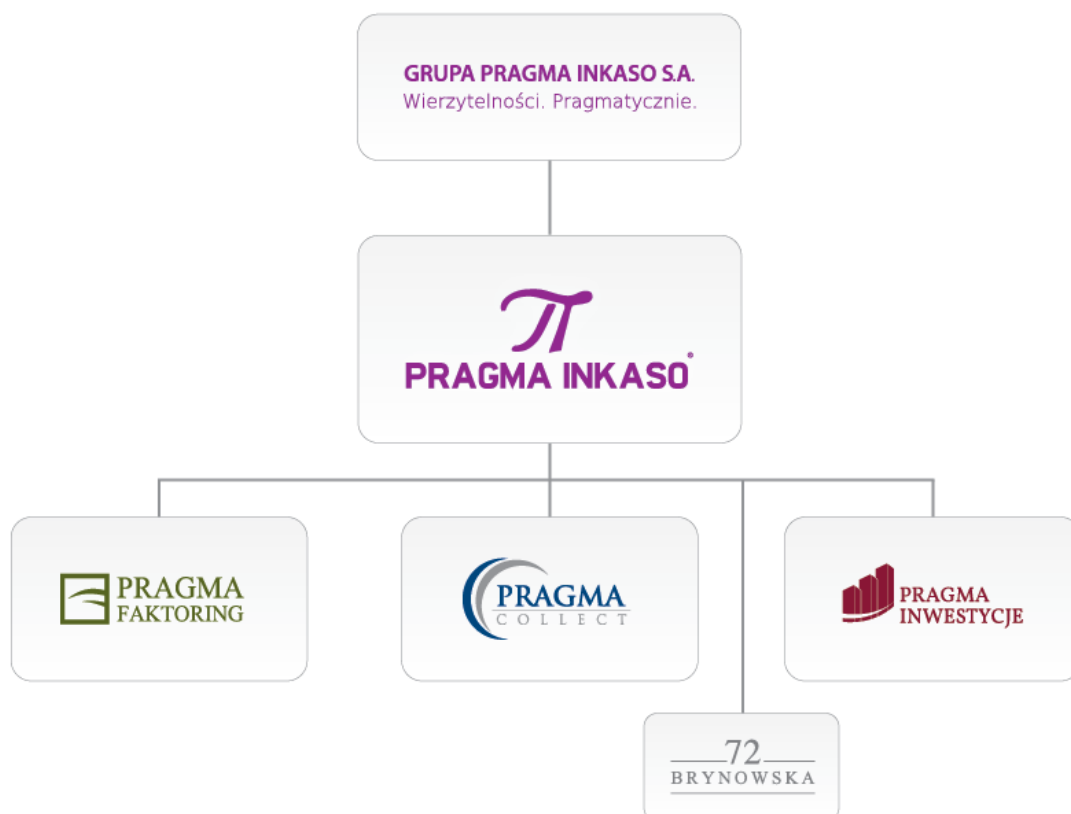 GRUPA PRAGMA INKASO S.A.
Wierzytelności. Pragmatycznie.
PRAGMA INKASO®
PRAGMA
FAKTORING
PRAGMA
COLLECT
PRAGMA
INWESTYCJE
72
BRYNOWSKA